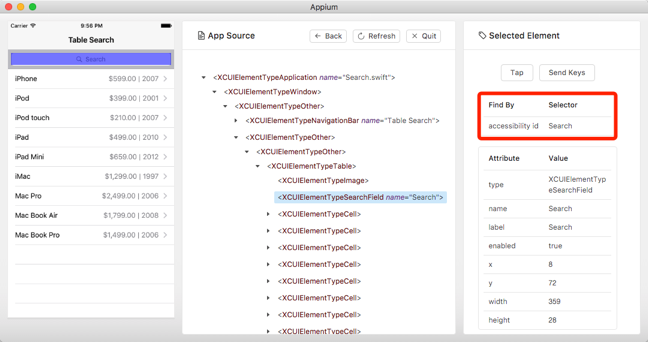 Appium
Carrier 9:56 PM
Table Search
Search
iPhone $599.00 | 2007
iPod $399.00 | 2001
iPod touch $210.00 | 2007
iPad $499.00 | 2010
iPad Mini $659.00 | 2012
iMac $1,299.00 | 1997
Mac Pro $2,499.00 | 2006
Mac Book Air $1,799.00 | 2008
Mac Book Pro $1,499.00 | 2006
App Source
← Back
Refresh
× Quit
<XCUIElementTypeApplication name="Search.swift">
<XCUIElementTypeWindow>
<XCUIElementTypeOther>
<XCUIElementTypeNavigationBar name="Table Search">
<XCUIElementTypeOther>
<XCUIElementTypeOther>
<XCUIElementTypeTable>
<XCUIElementTypeImage>
<XCUIElementTypeSearchField name="Search">
<XCUIElementTypeCell>
<XCUIElementTypeCell>
<XCUIElementTypeCell>
<XCUIElementTypeCell>
<XCUIElementTypeCell>
<XCUIElementTypeCell>
<XCUIElementTypeCell>
<XCUIElementTypeCell>
Selected Element
Tap
Send Keys
Find By Selector
accessibility id Search
Attribute Value
type XCUIElementTyp
eSearchField
name Search
label Search
enabled true
x 8
y 72
width 359
height 28